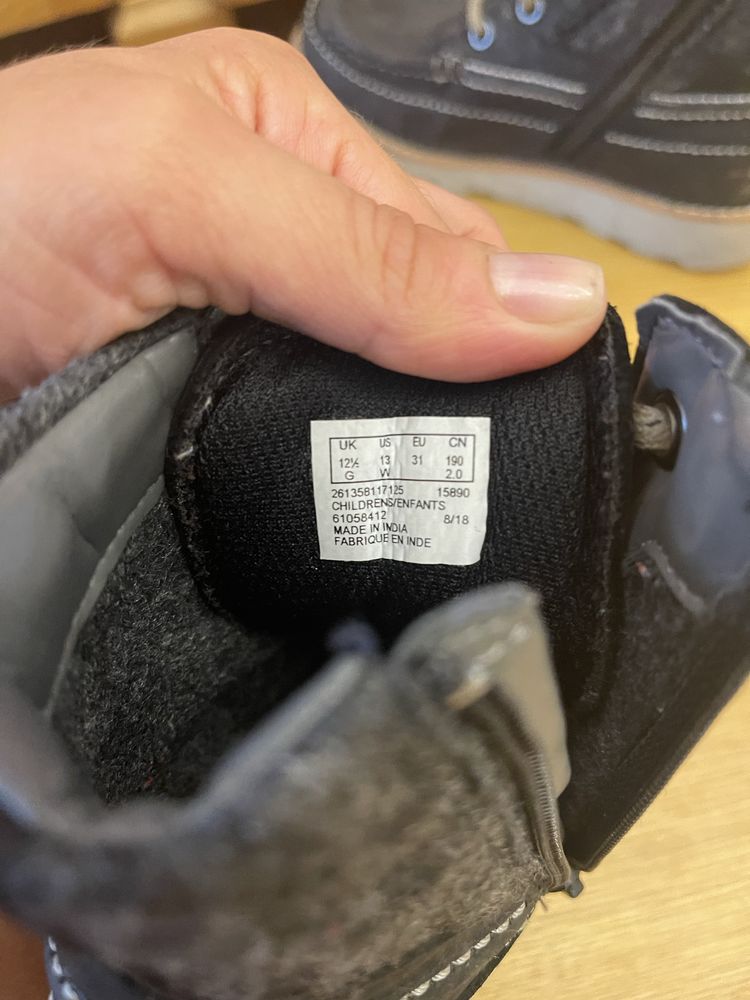 UK US EU CN
12½ 13 31 190
G W 2.0
261358117125 15890
CHILDRENS/ENFANTS
61058412 8/18
MADE IN INDIA
FABRIQUE EN INDE